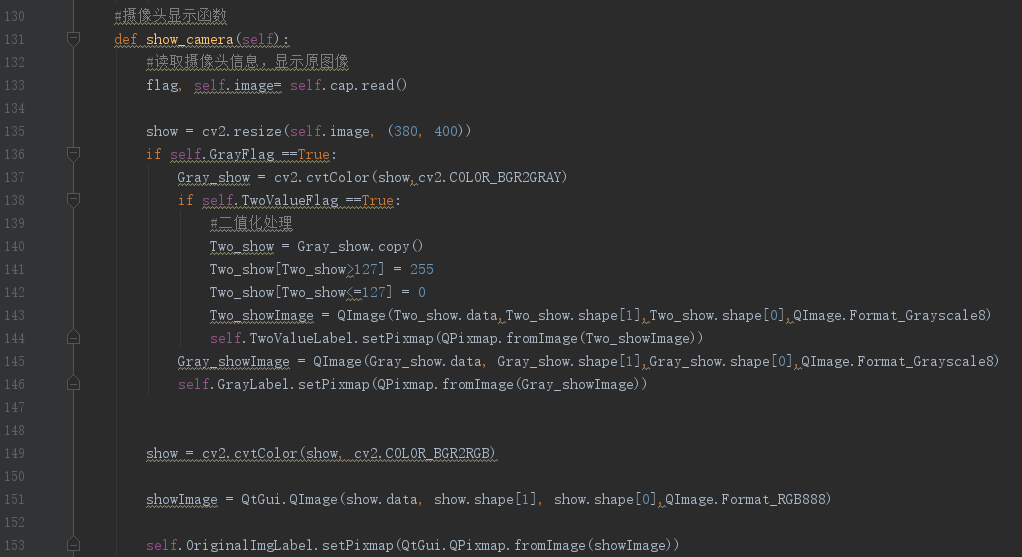 130 #摄像头显示函数
131 def show_camera(self):
132 #读取摄像头信息，显示原图像
133 flag, self.image= self.cap.read()
134
135 show = cv2.resize(self.image, (380, 400))
136 if self.GrayFlag ==True:
137 Gray_show = cv2.cvtColor(show,cv2.COLOR_BGR2GRAY)
138 if self.TwoValueFlag ==True:
139 #二值化处理
140 Two_show = Gray_show.copy()
141 Two_show[Two_show>127] = 255
142 Two_show[Two_show<=127] = 0
143 Two_showImage = QImage(Two_show.data,Two_show.shape[1],Two_show.shape[0],QImage.Format_Grayscale8)
144 self.TwoValueLabel.setPixmap(QPixmap.fromImage(Two_showImage))
145 Gray_showImage = QImage(Gray_show.data, Gray_show.shape[1],Gray_show.shape[0],QImage.Format_Grayscale8)
146 self.GrayLabel.setPixmap(QPixmap.fromImage(Gray_showImage))
147
148
149 show = cv2.cvtColor(show, cv2.COLOR_BGR2RGB)
150
151 showImage = QtGui.QImage(show.data, show.shape[1], show.shape[0],QImage.Format_RGB888)
152
153 self.OriginalImgLabel.setPixmap(QtGui.QPixmap.fromImage(showImage))